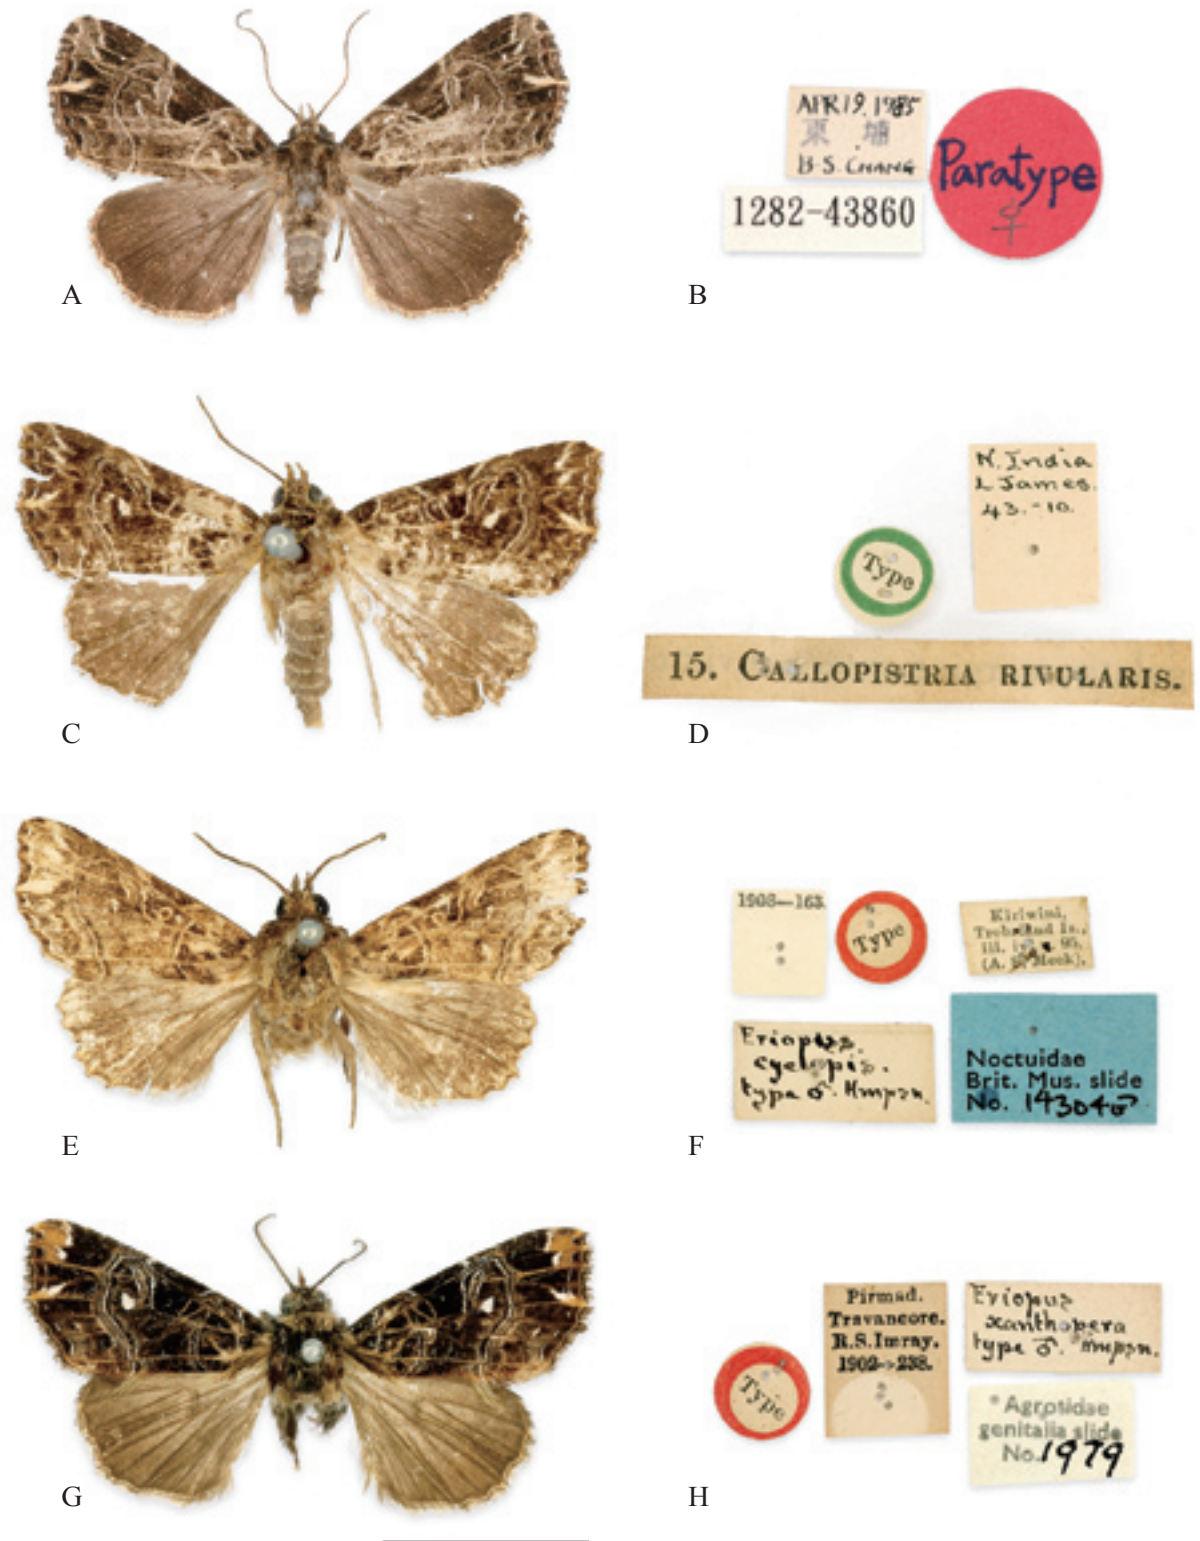 A
APR 19. 1985
東 埔
B. S. CHANG
1282-43860
Paratype
♀
B
C
N. India
James.
43.-10.
Type
15. CALLOPISTRIA RIVULARIS.
D
E
1908—163.
Type
Kiriwini,
Trobriand Is.,
95.
(A. S. Meek).
Eriopus
cyclopis.
type ♂. Hmpsn.
Noctuidae
Brit. Mus. slide
No. 14304♂
F
G
Type
Pirmad.
Travancore.
R. S. Imray.
1902—238.
Eriopus
xanthopera
type ♂. Hmpsn.
Agrotidae
genitalia slide
No. 1979
H